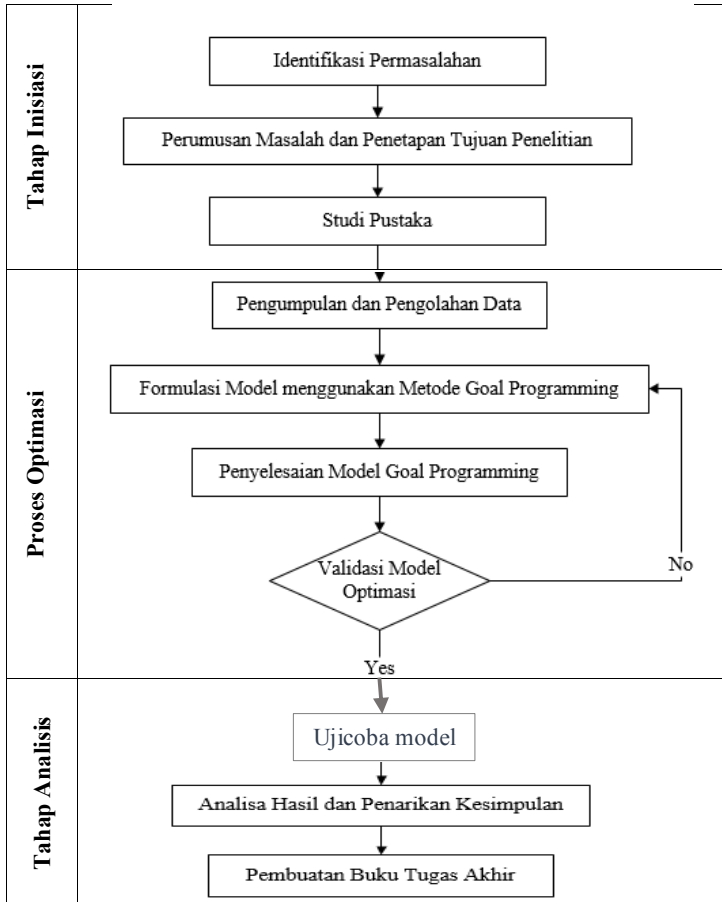 Tahap Inisiasi
Identifikasi Permasalahan
Perumusan Masalah dan Penetapan Tujuan Penelitian
Studi Pustaka
Proses Optimasi
Pengumpulan dan Pengolahan Data
Formulasi Model menggunakan Metode Goal Programming
Penyelesaian Model Goal Programming
Validasi Model
Optimasi
No
Yes
Tahap Analisis
Ujicoba model
Analisa Hasil dan Penarikan Kesimpulan
Pembuatan Buku Tugas Akhir